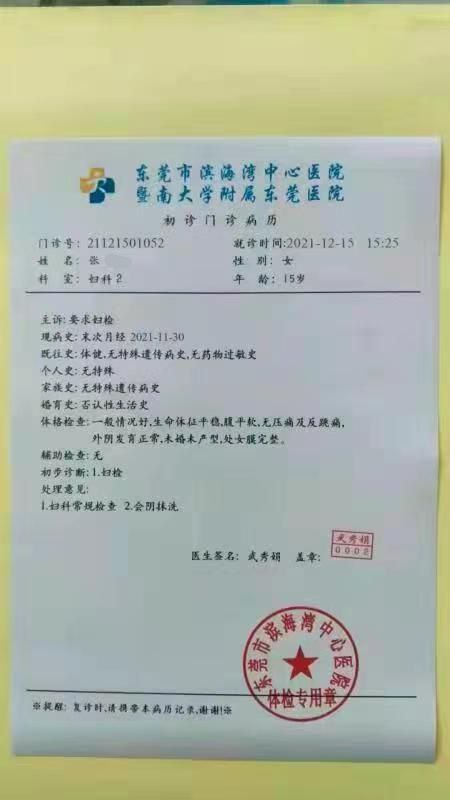 东莞市滨海湾中心医院
暨南大学附属东莞医院
初诊门诊病历
门诊号: 21121501052 就诊时间:2021-12-15 15:25
姓 名: 张 性 别: 女
科 室: 妇科2 年 龄: 15岁
主诉: 要求妇检
现病史: 末次月经 2021-11-30
既往史: 体健,无特殊遗传病史,无药物过敏史
个人史: 无特殊
家族史: 无特殊遗传病史
婚育史: 否认性生活史
体格检查: 一般情况好,生命体征平稳,腹平软,无压痛及反跳痛,
外阴发育正常,未婚未产型,处女膜完整。
辅助检查: 无
初步诊断: 1.妇检
处理意见:
1.妇科常规检查 2.会阴抹洗
医生签名: 武秀娟 盖章:
武秀娟
0002
东莞市滨海湾中心医院
体检专用章
※提醒: 复诊时,请携带本病历记录,谢谢!※